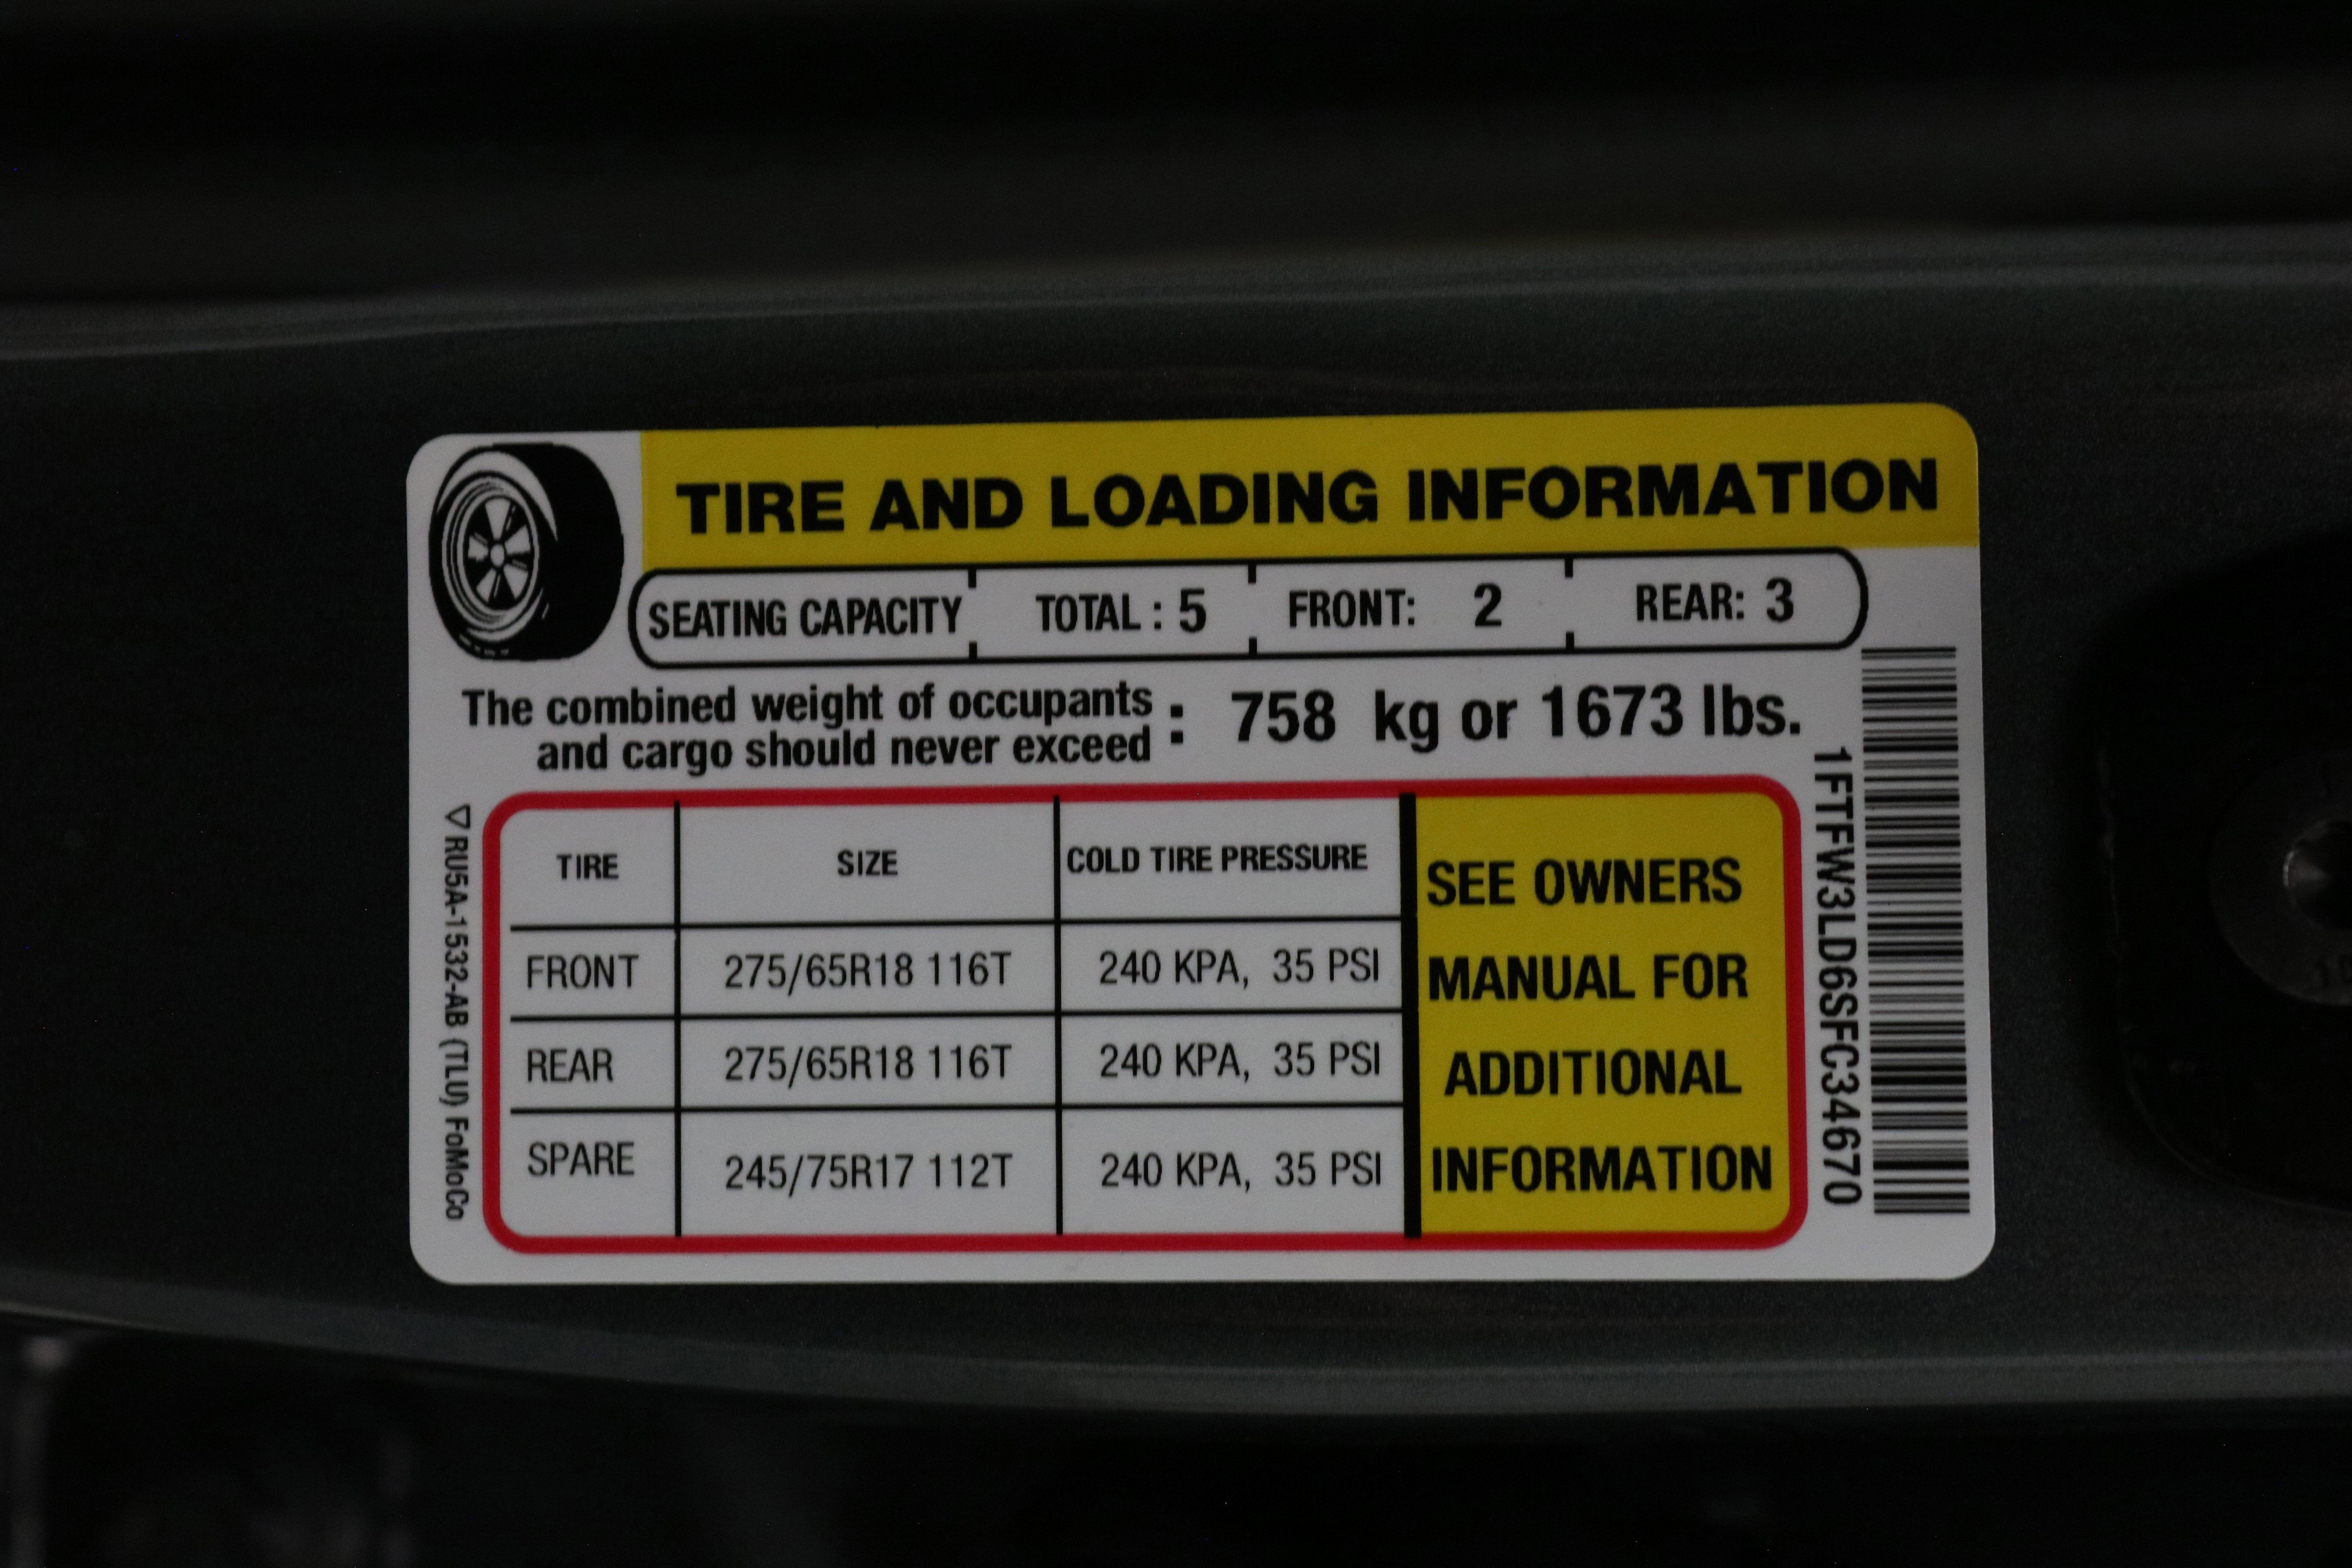 TIRE AND LOADING INFORMATION
SEATING CAPACITY TOTAL : 5 FRONT: 2 REAR: 3
The combined weight of occupants
and cargo should never exceed : 758 kg or 1673 lbs.
TIRE SIZE COLD TIRE PRESSURE
FRONT 275/65R18 116T 240 KPA, 35 PSI
REAR 275/65R18 116T 240 KPA, 35 PSI
SPARE 245/75R17 112T 240 KPA, 35 PSI
SEE OWNERS
MANUAL FOR
ADDITIONAL
INFORMATION
1FTFW3LD6SFC34670
▽RU5A-1532-AB (TLU) FoMoCo